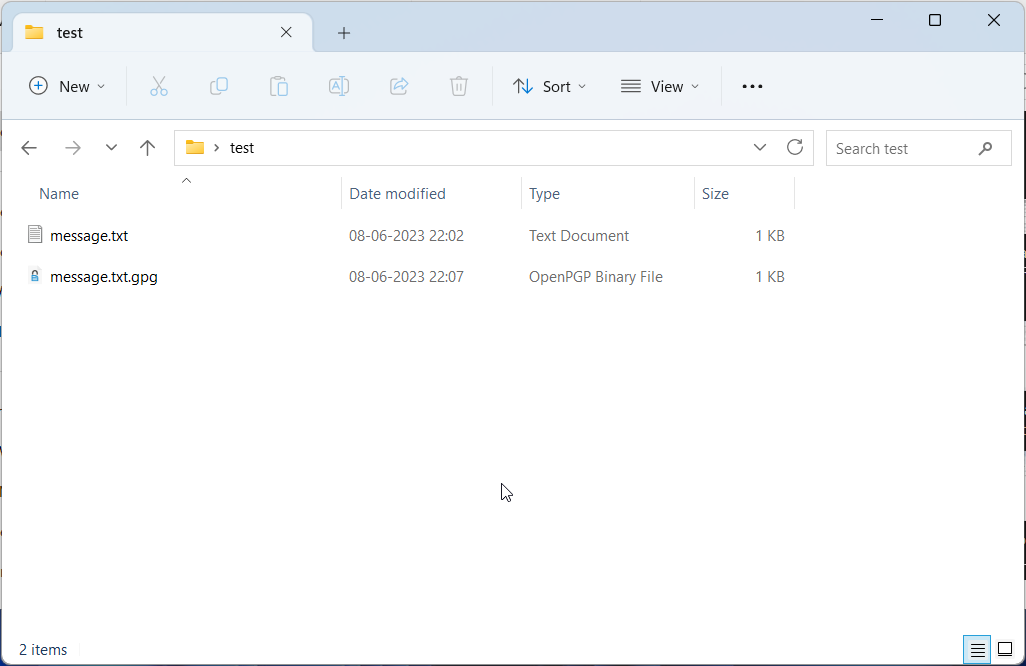 test
New Sort View
test Search test
Name Date modified Type Size
message.txt 08-06-2023 22:02 Text Document 1 KB
message.txt.gpg 08-06-2023 22:07 OpenPGP Binary File 1 KB
2 items